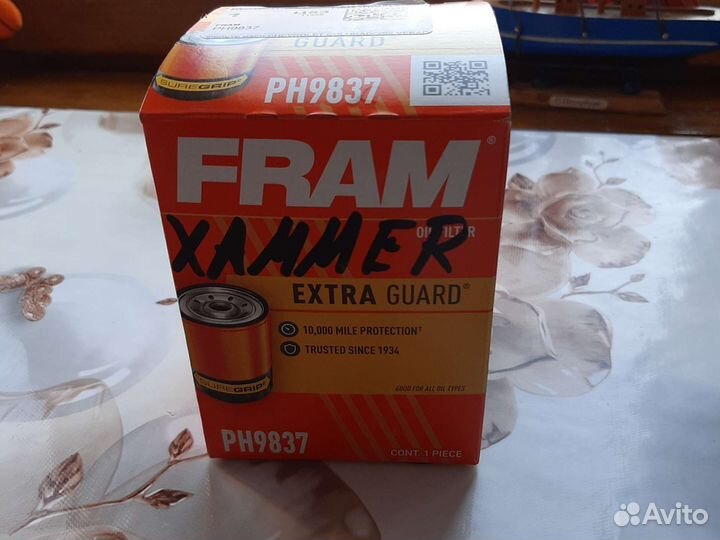 FRAM
PH9837
GUARD
SUREGRIP®
PH9837
FRAM®
OIL FILTER
XAMMER
EXTRA GUARD®
10,000 MILE PROTECTION†
TRUSTED SINCE 1934
SUREGRIP®
GOOD FOR ALL OIL TYPES
PH9837
CONT. 1 PIECE
Avito